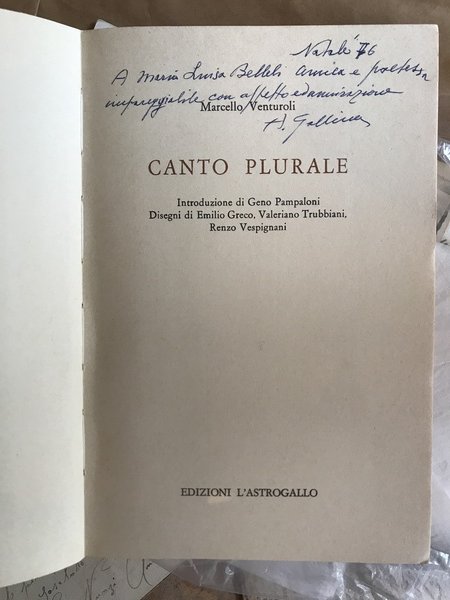 Natale 76
A Maria Luisa Belleli amica e poetessa
impareggiabile con affetto ed ammirazione
Marcello Venturoli
CANTO PLURALE
Introduzione di Geno Pampaloni
Disegni di Emilio Greco, Valeriano Trubbiani,
Renzo Vespignani
EDIZIONI L'ASTROGALLO